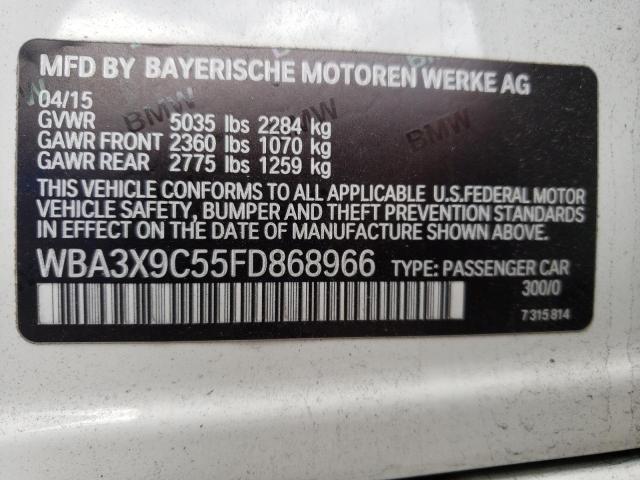 MFD BY BAYERISCHE MOTOREN WERKE AG
04/15
GVWR 5035 lbs 2284 kg
GAWR FRONT 2360 lbs 1070 kg
GAWR REAR 2775 lbs 1259 kg
THIS VEHICLE CONFORMS TO ALL APPLICABLE U.S.FEDERAL MOTOR
VEHICLE SAFETY, BUMPER AND THEFT PREVENTION STANDARDS
IN EFFECT ON THE DATE OF MANUFACTURE SHOWN ABOVE
WBA3X9C55FD868966 TYPE: PASSENGER CAR
300/0
7 315 814
BMW
BMW